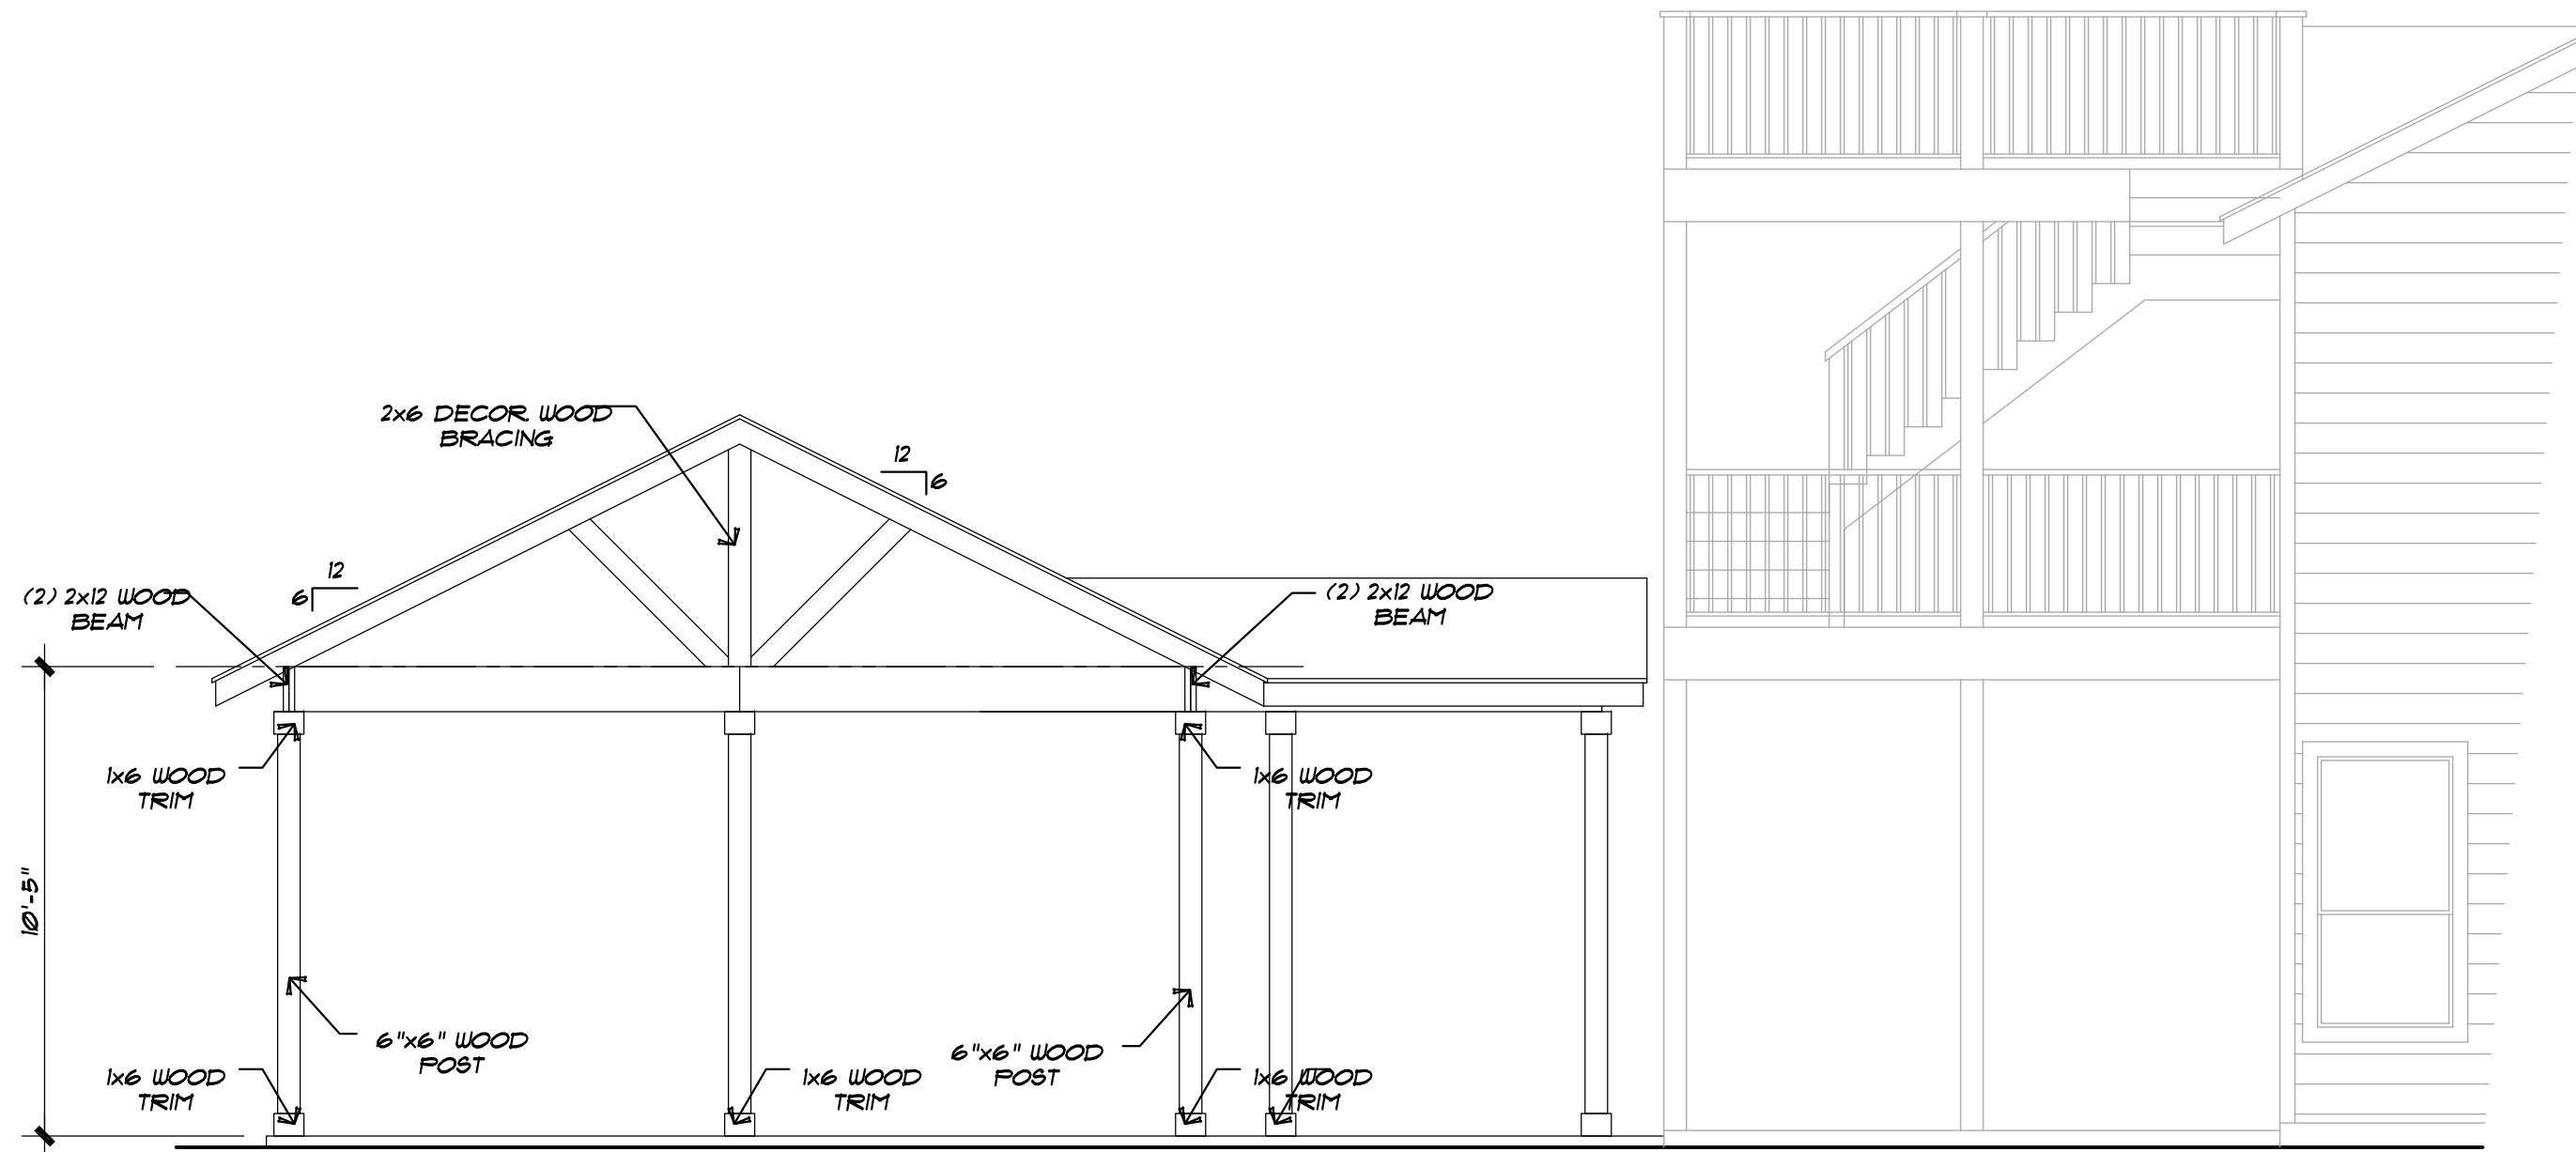 2x6 DECOR. WOOD
BRACING
12
6
12
6
(2) 2x12 WOOD
BEAM
(2) 2x12 WOOD
BEAM
1x6 WOOD
TRIM
1x6 WOOD
TRIM
10'-5"
6"x6" WOOD
POST
6"x6" WOOD
POST
1x6 WOOD
TRIM
1x6 WOOD
TRIM
1x6 WOOD
TRIM